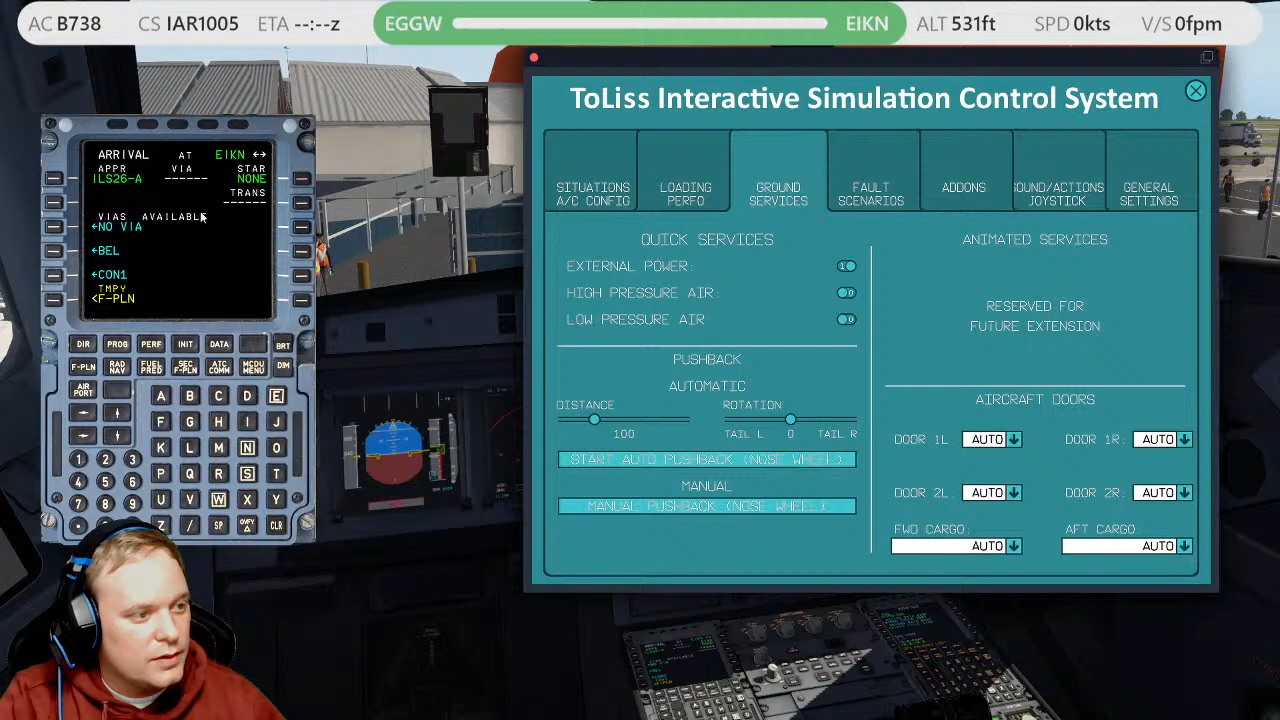 AC B738 CS IAR1005 ETA --:--z EGGW EIKN ALT 531ft SPD 0kts V/S 0fpm
ToLiss Interactive Simulation Control System
SITUATIONS A/C CONFIG
LOADING PERFO
GROUND SERVICES
FAULT SCENARIOS
ADDONS
OUND/ACTIONS JOYSTICK
GENERAL SETTINGS
QUICK SERVICES
EXTERNAL POWER:
HIGH PRESSURE AIR:
LOW PRESSURE AIR
PUSHBACK
AUTOMATIC
DISTANCE ROTATION
100 TAIL L 0 TAIL R
START AUTO PUSHBACK (NOSE WHEEL)
MANUAL
MANUAL PUSHBACK (NOSE WHEEL)
ANIMATED SERVICES
RESERVED FOR
FUTURE EXTENSION
AIRCRAFT DOORS
DOOR 1L AUTO DOOR 1R: AUTO
DOOR 2L AUTO DOOR 2R: AUTO
FWD CARGO: AFT CARGO
AUTO AUTO
ARRIVAL AT EIKN ↔
APPR VIA STAR
ILS26-A ------ NONE
TRANS
------
VIAS AVAILABLE
←NO VIA
←BEL
←CON1
TMPY
<F-PLN
DIR PROG PERF INIT DATA BRT
F-PLN RAD NAV FUEL PRED SEC F-PLN ATC COMM MCDU MENU DIM
AIR PORT
A B C D E
F G H I J
K L M N O
1 2 3 P Q R S T
4 5 6 U V W X Y
7 8 9 Z / SP OVFY △ CLR